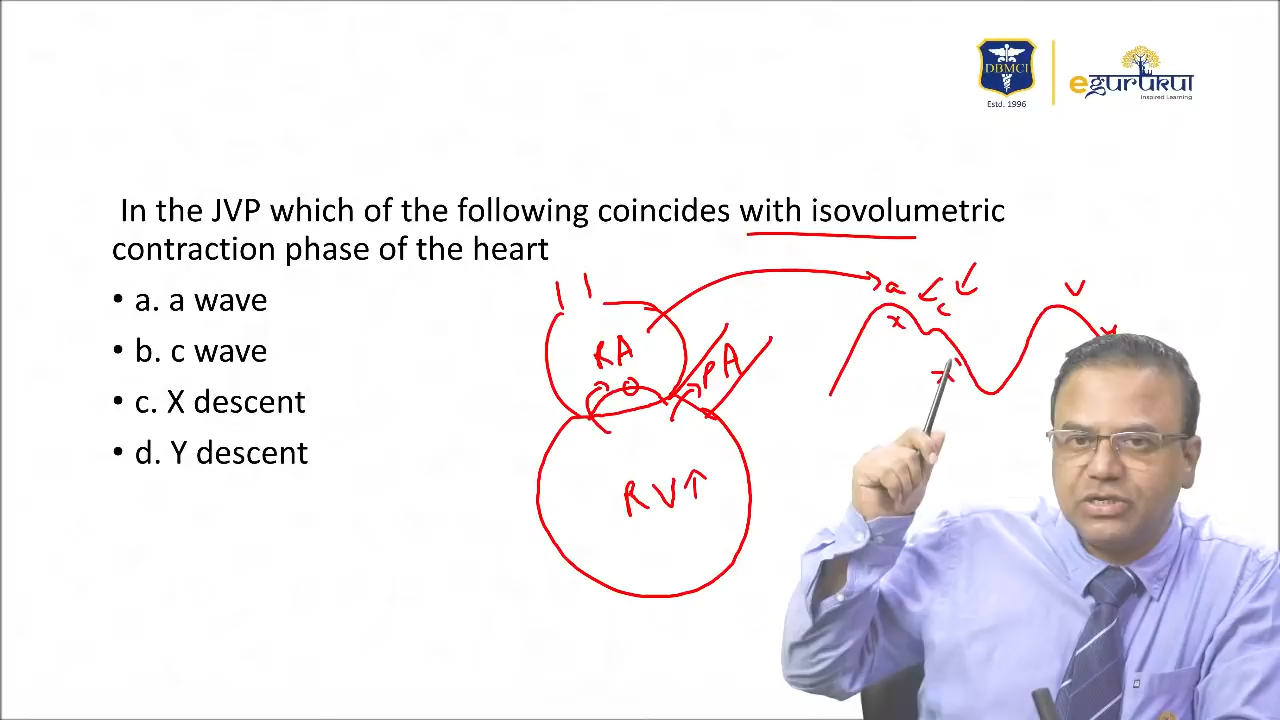 DBMCI
Estd. 1996
egurukul
Inspired Learning
In the JVP which of the following coincides with isovolumetric
contraction phase of the heart
• a. a wave
• b. c wave
• c. X descent
• d. Y descent
RA
PA
RV↑
a
c
v
x
x'